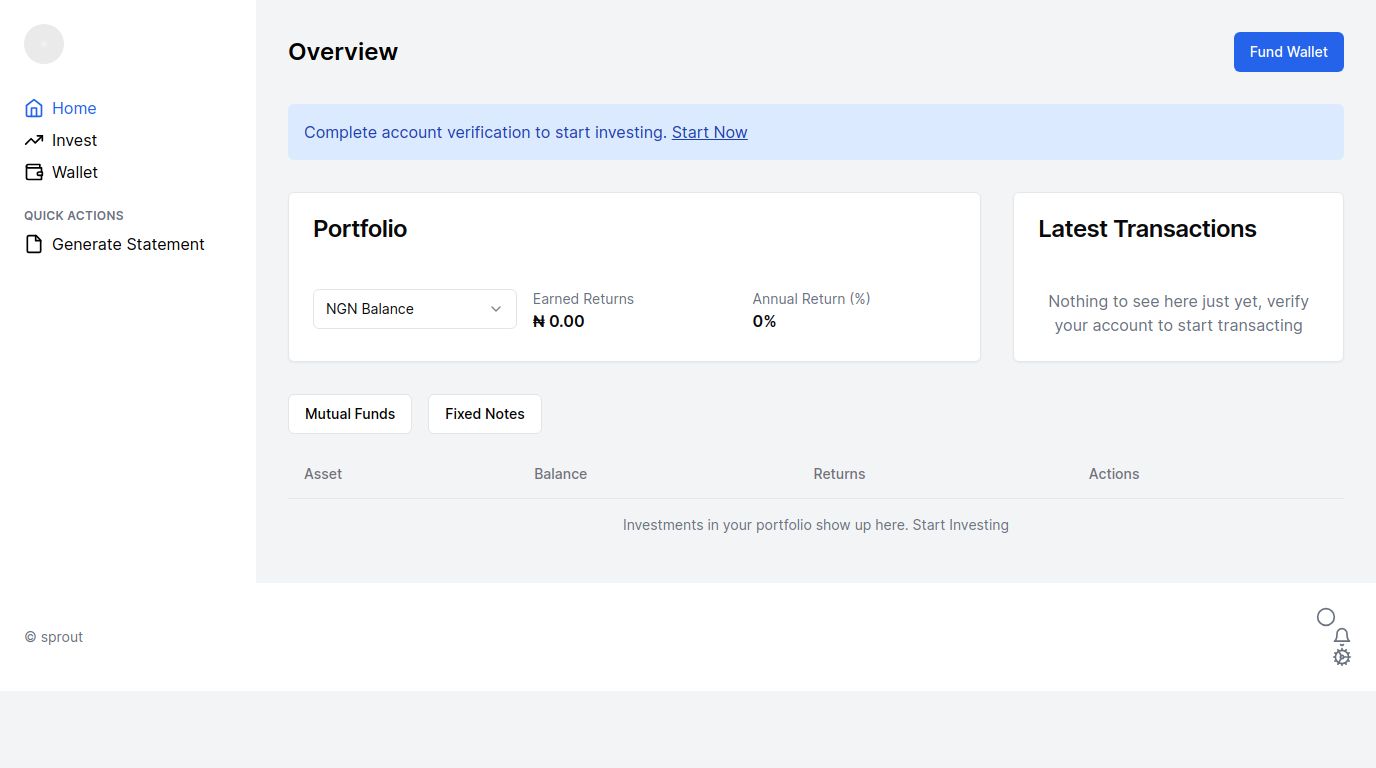 Home
Invest
Wallet
QUICK ACTIONS
Generate Statement
Overview
Fund Wallet
Complete account verification to start investing. Start Now
Portfolio
NGN Balance
Earned Returns
₦ 0.00
Annual Return (%)
0%
Latest Transactions
Nothing to see here just yet, verify
your account to start transacting
Mutual Funds
Fixed Notes
Asset Balance Returns Actions
Investments in your portfolio show up here. Start Investing
© sprout